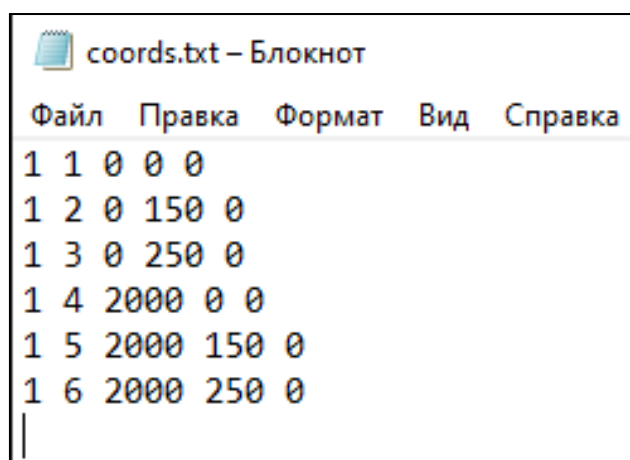 coords.txt – Блокнот
Файл Правка Формат Вид Справка
1 1 0 0 0
1 2 0 150 0
1 3 0 250 0
1 4 2000 0 0
1 5 2000 150 0
1 6 2000 250 0